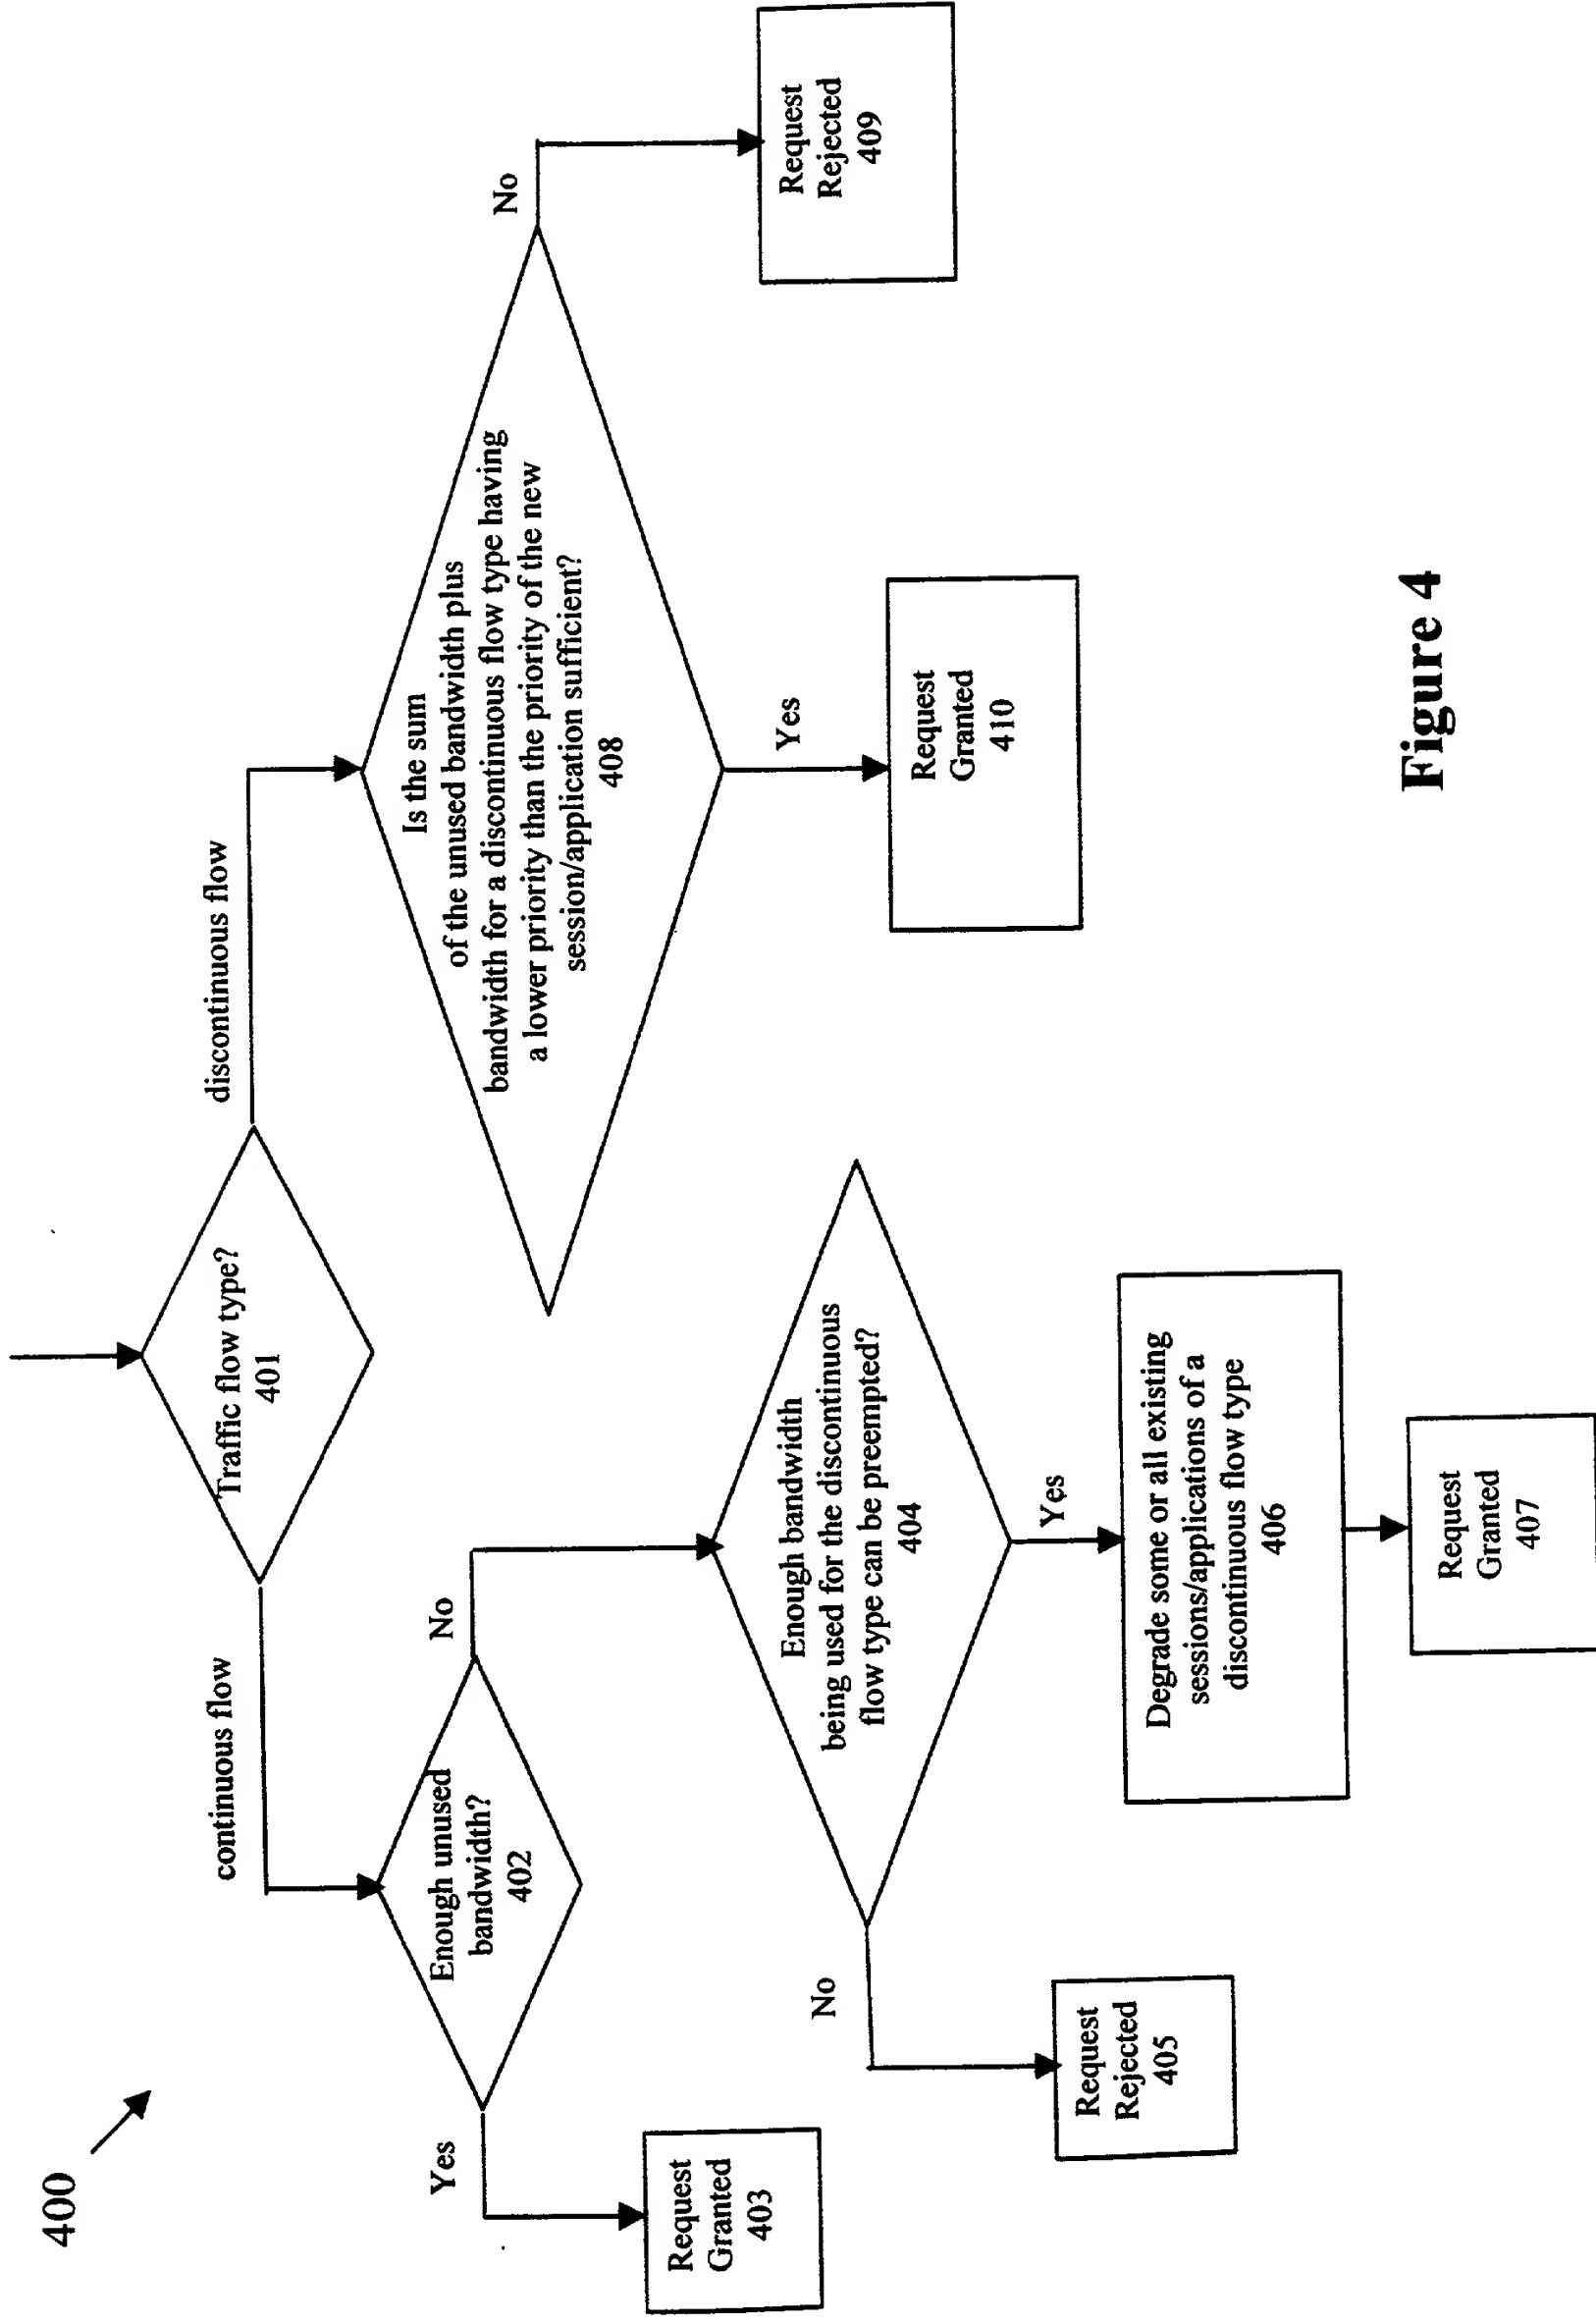 400
Traffic flow type?
401
continuous flow
discontinuous flow
Enough unused
bandwidth?
402
Yes
No
Request
Granted
403
Enough bandwidth
being used for the discontinuous
flow type can be preempted?
404
No
Yes
Request
Rejected
405
Degrade some or all existing
sessions/applications of a
discontinuous flow type
406
Request
Granted
407
Is the sum
of the unused bandwidth plus
bandwidth for a discontinuous flow type having
a lower priority than the priority of the new
session/application sufficient?
408
No
Yes
Request
Rejected
409
Request
Granted
410
Figure 4